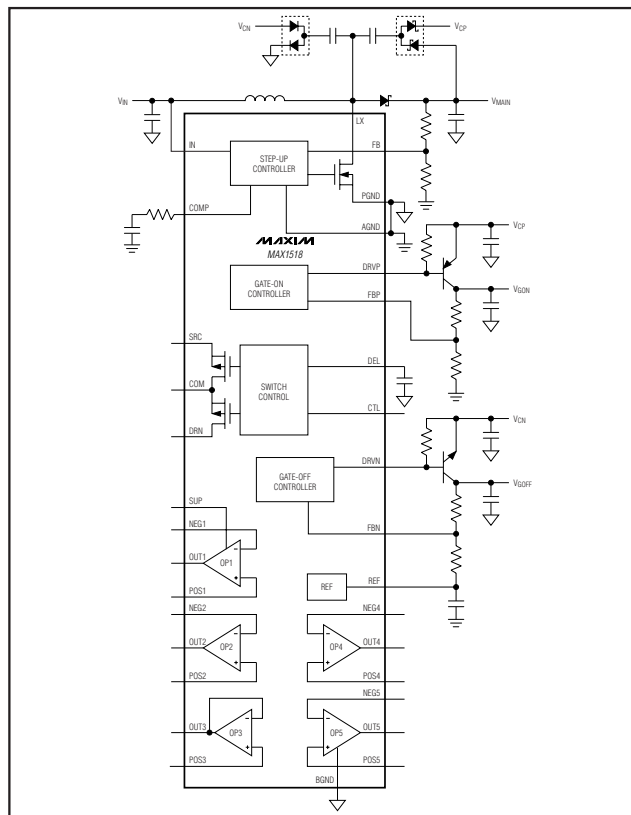 VCN
VCP
VIN
VMAIN
LX
IN
FB
STEP-UP
CONTROLLER
PGND
COMP
AGND
MAXIM
MAX1518
VCP
DRVP
GATE-ON
CONTROLLER
FBP
VGON
SRC
DEL
COM
SWITCH
CONTROL
CTL
DRN
VCN
DRVN
GATE-OFF
CONTROLLER
VGOFF
SUP
FBN
NEG1
-
OUT1
OP1
+
POS1
REF
REF
NEG2
NEG4
-
-
OUT2
OP2
OP4
OUT4
+
+
POS2
POS4
NEG5
-
-
OUT3
OP3
OP5
OUT5
+
+
POS3
POS5
BGND